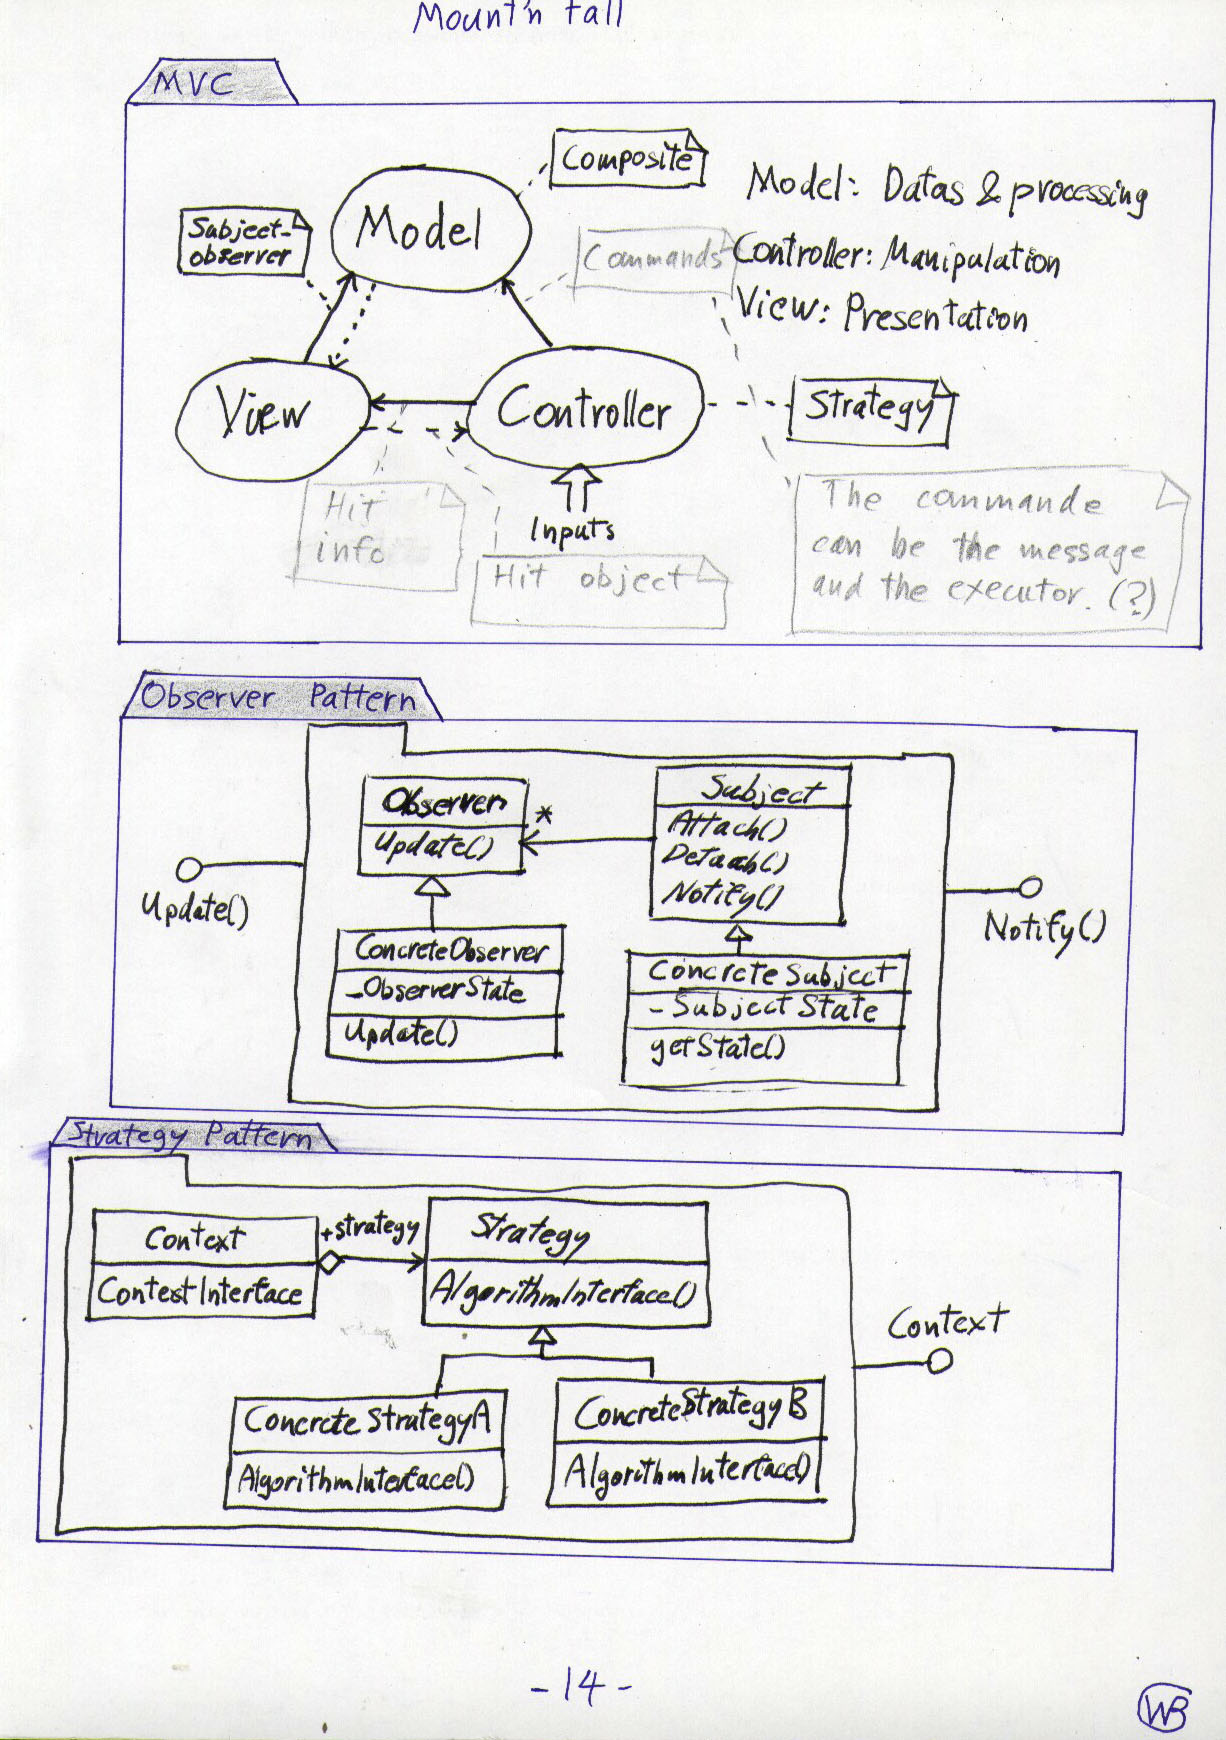 Mount'n fall
MVC
Composite
Model: Datas & processing
Model
Subject-
observer
Commands
Controller: Manipulation
View: Presentation
View
Controller
Strategy
Hit
info
Inputs
Hit object
The commande
can be the message
and the executor. (?)
Observer Pattern
Observer
*
Update()
Subject
Attach()
Detach()
Notify()
Update()
Notify()
ConcreteObserver
-ObserverState
Update()
ConcreteSubject
-SubjectState
getState()
Strategy Pattern
Context
ContextInterface
+strategy
Strategy
AlgorithmInterface()
Context
ConcreteStrategyA
AlgorithmInterface()
ConcreteStrategyB
AlgorithmInterface()
-14-
WB